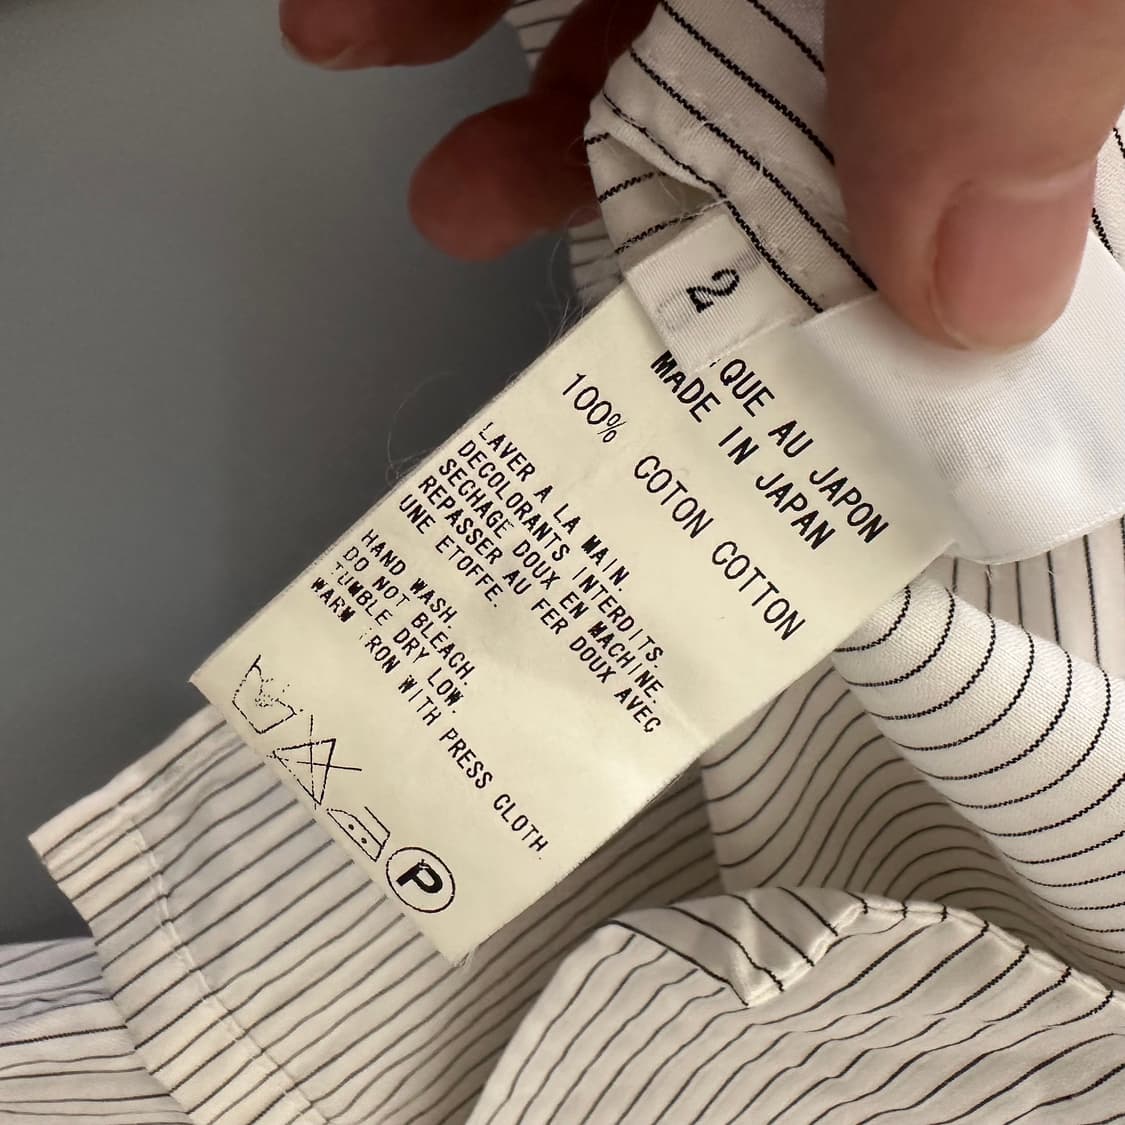 2
QUE AU JAPON
MADE IN JAPAN
100% COTON COTTON
LAVER A LA MAIN.
DECOLORANTS INTERDITS.
SECHAGE DOUX EN MACHINE.
REPASSER AU FER DOUX AVEC
UNE ETOFFE.
HAND WASH.
DO NOT BLEACH.
TUMBLE DRY LOW.
WARM IRON WITH PRESS CLOTH.
P